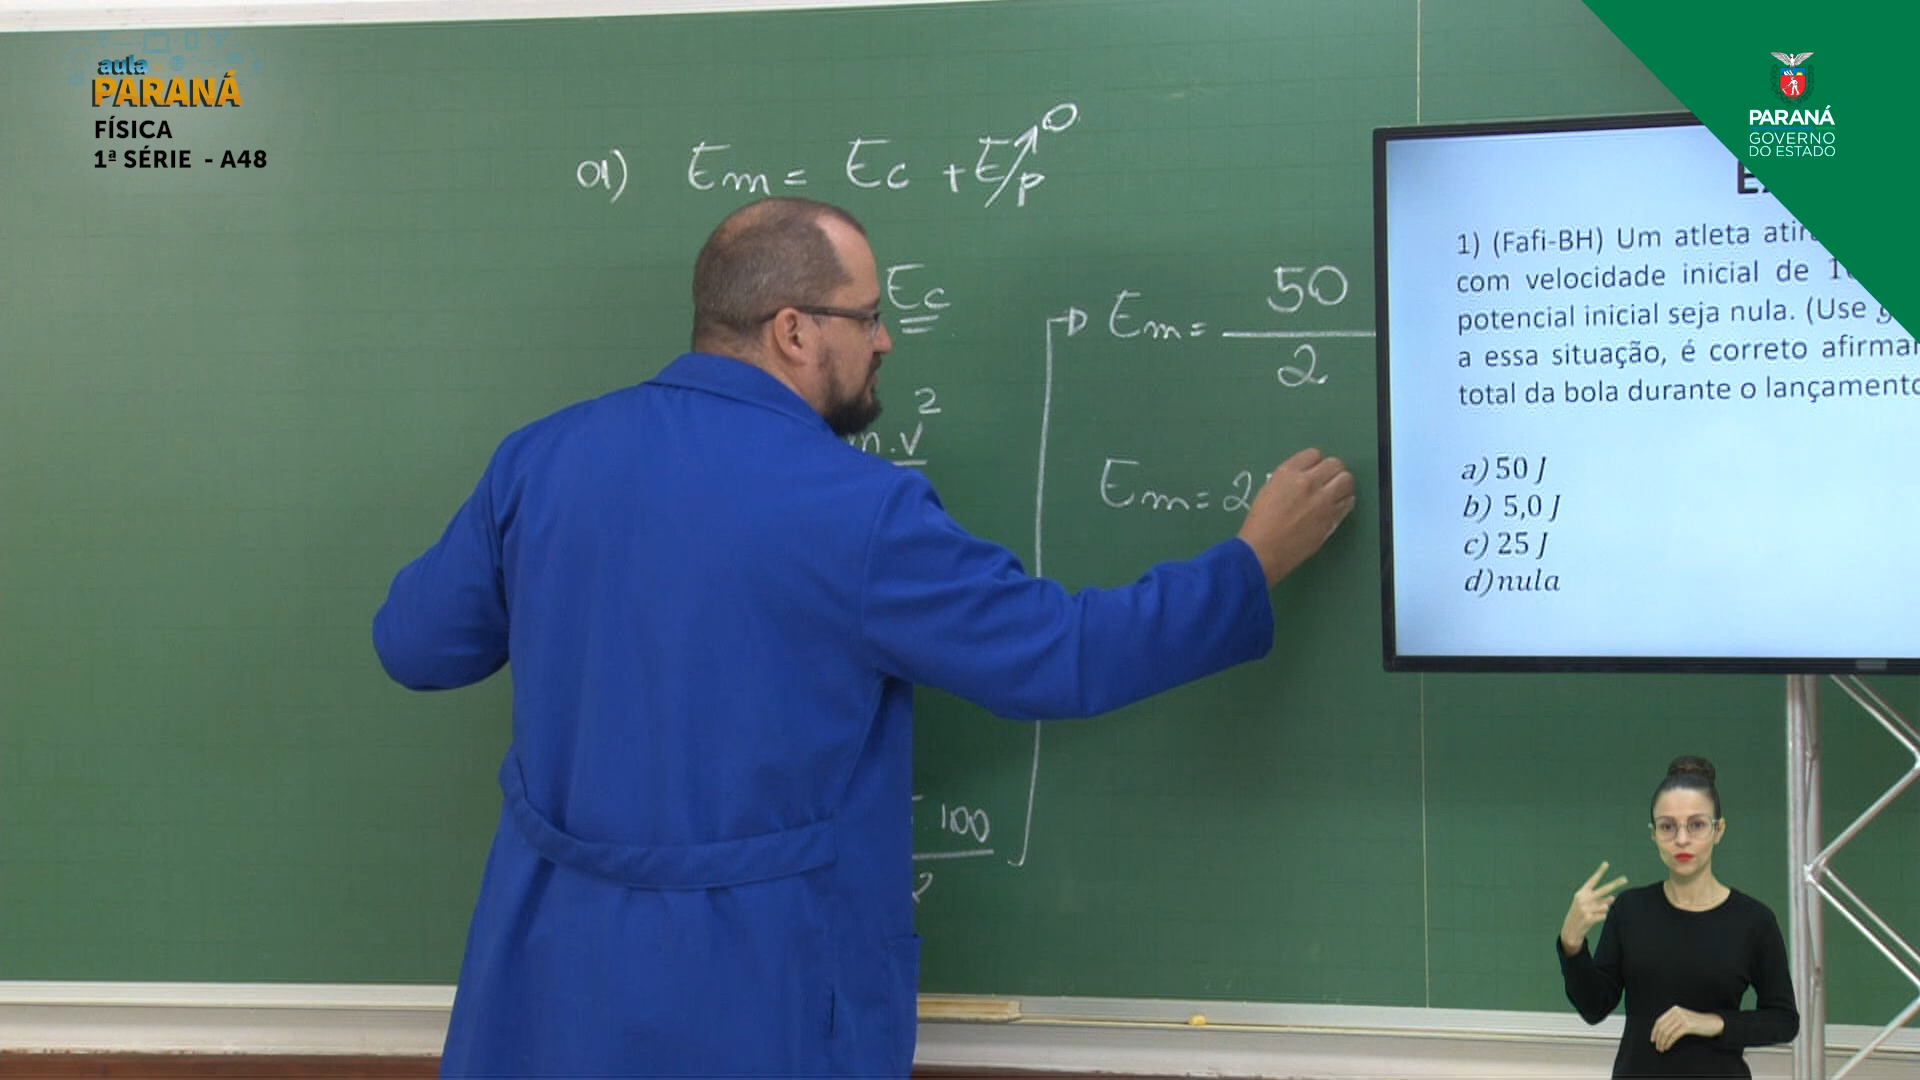 aula
PARANÁ
FÍSICA
1ª SÉRIE - A48
PARANÁ
GOVERNO
DO ESTADO
01) Em = Ec + Ep 0
Ec
m.v²
. 100
2
Em = 50
2
Em = 2
1) (Fafi-BH) Um atleta
com velocidade inicial de
potencial inicial seja nula. (Use
a essa situação, é correto
total da bola durante o lançamento
a) 50 J
b) 5,0 J
c) 25 J
d) nula